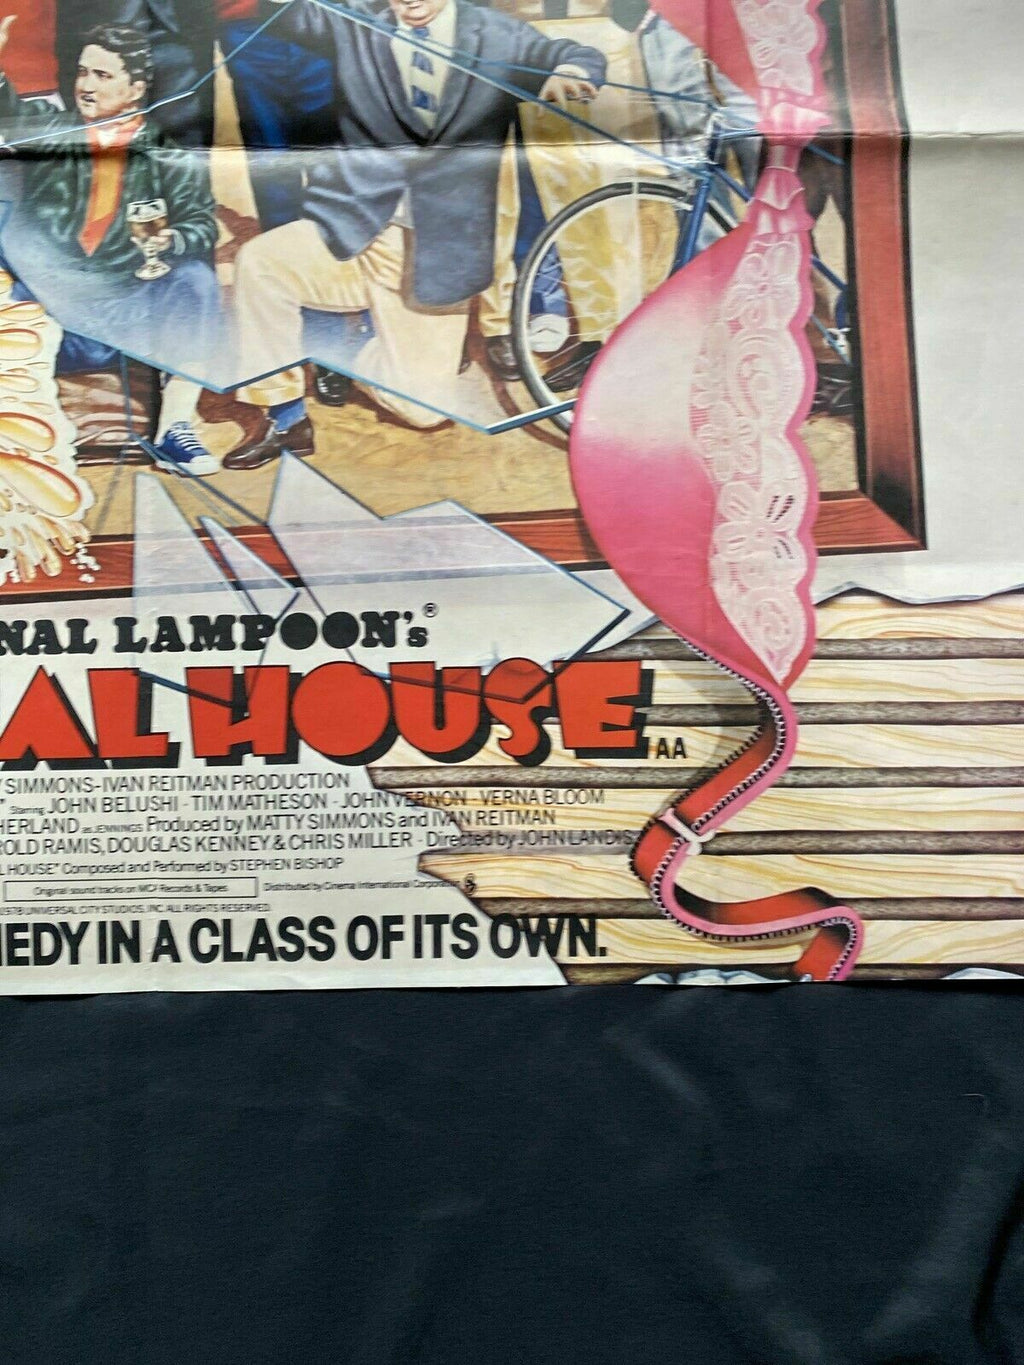 NAL LAMPOON's®
AL HOUSE AA
Y SIMMONS-IVAN REITMAN PRODUCTION
" Starring JOHN BELUSHI - TIM MATHESON - JOHN VERNON - VERNA BLOOM
HERLAND as JENNINGS Produced by MATTY SIMMONS and IVAN REITMAN
ROLD RAMIS, DOUGLAS KENNEY & CHRIS MILLER - Directed by JOHN LANDIS
L HOUSE" Composed and Performed by STEPHEN BISHOP
Original sound tracks on MCA Records & Tapes Distributed by Cinema International Corporation
1978 UNIVERSAL CITY STUDIOS, INC. ALL RIGHTS RESERVED.
MEDY IN A CLASS OF ITS OWN.